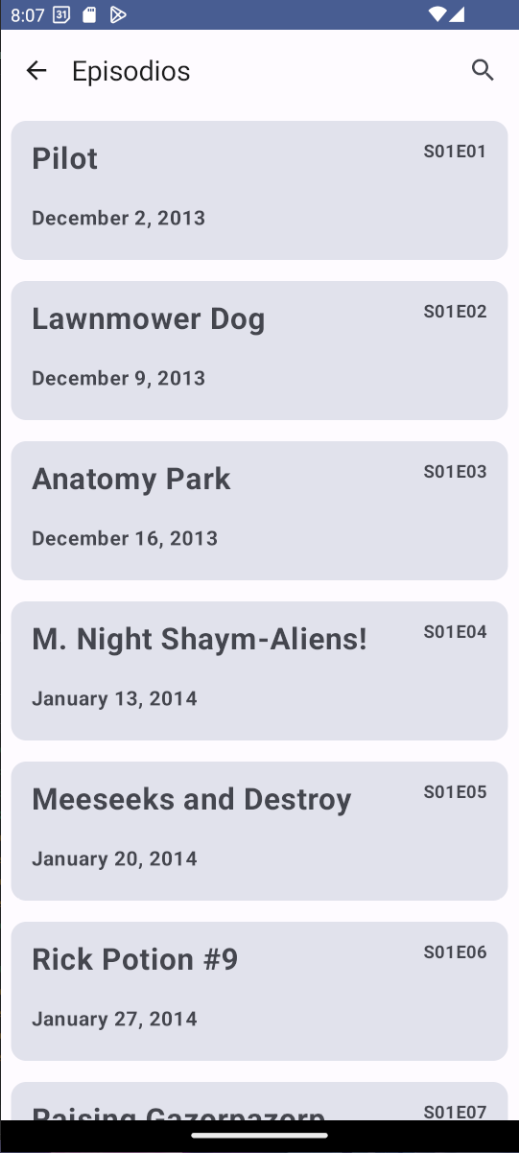 8:07 31
Episodios
Pilot S01E01
December 2, 2013
Lawnmower Dog S01E02
December 9, 2013
Anatomy Park S01E03
December 16, 2013
M. Night Shaym-Aliens! S01E04
January 13, 2014
Meeseeks and Destroy S01E05
January 20, 2014
Rick Potion #9 S01E06
January 27, 2014
Raising Gazorpazorp S01E07